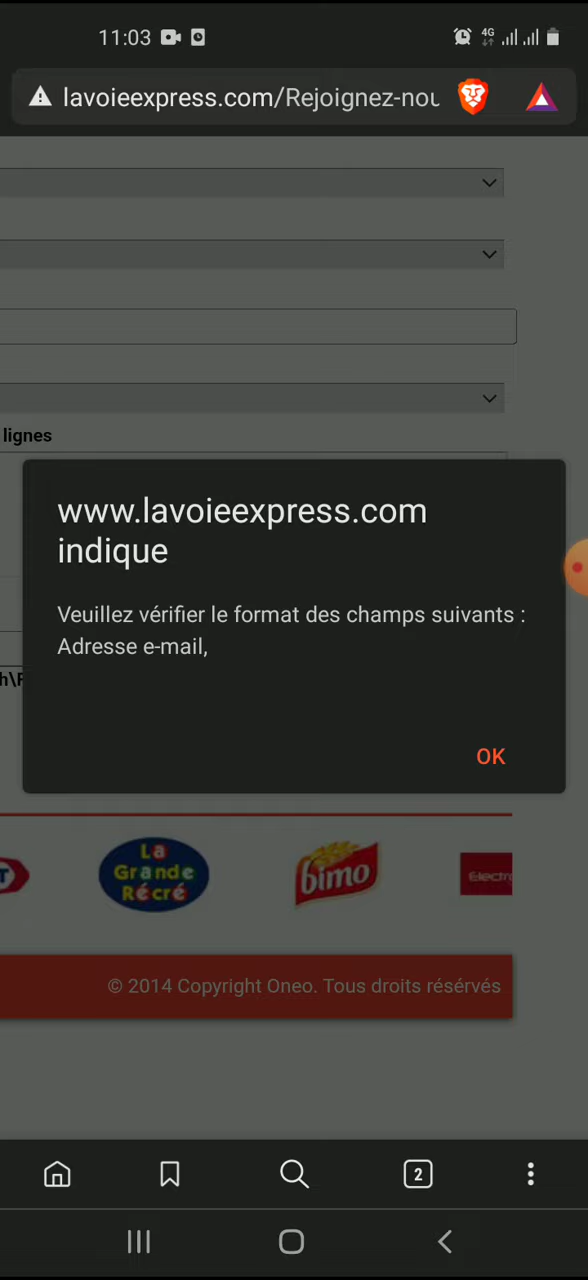 11:03
4G
lavoieexpress.com/Rejoignez-nou
lignes
www.lavoieexpress.com
indique
Veuillez vérifier le format des champs suivants :
Adresse e-mail,
OK
La
Grande
Récré
bimo
© 2014 Copyright Oneo. Tous droits résérvés
2